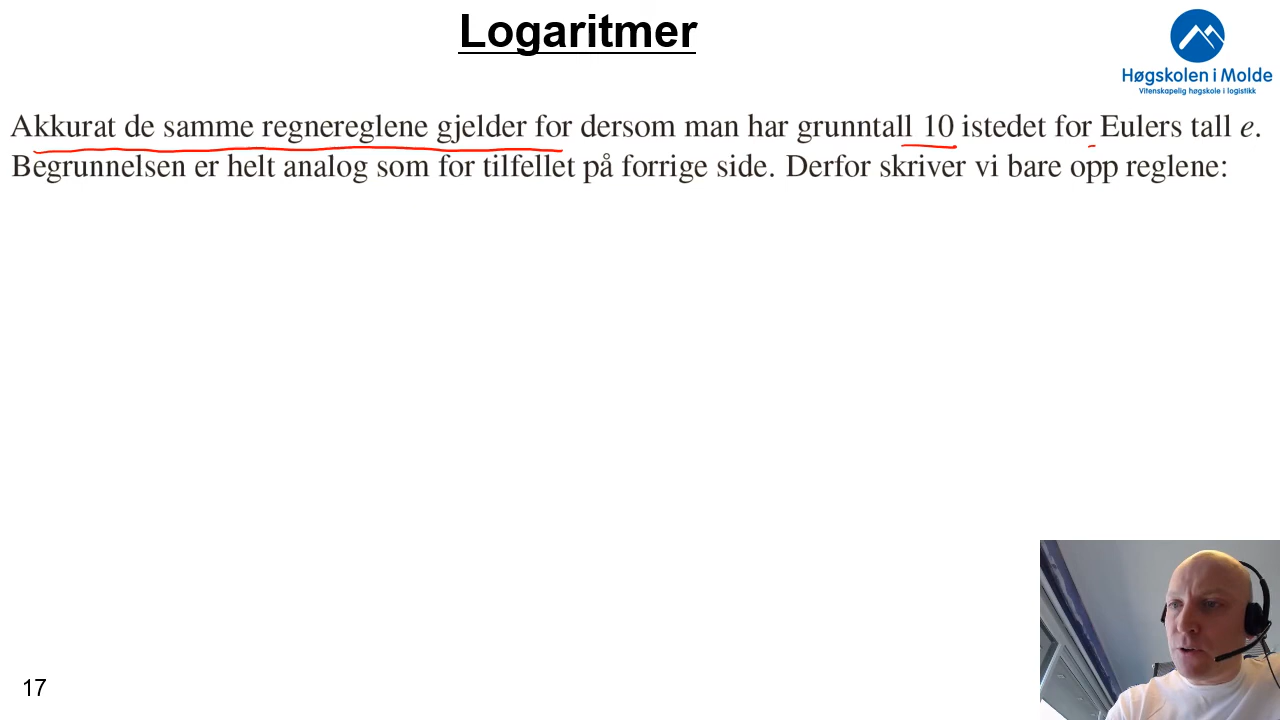 Logaritmer
Høgskolen i Molde
Vitenskapelig høgskole i logistikk
Akkurat de samme regnereglene gjelder for dersom man har grunntall 10 istedet for Eulers tall e.
Begrunnelsen er helt analog som for tilfellet på forrige side. Derfor skriver vi bare opp reglene:
17